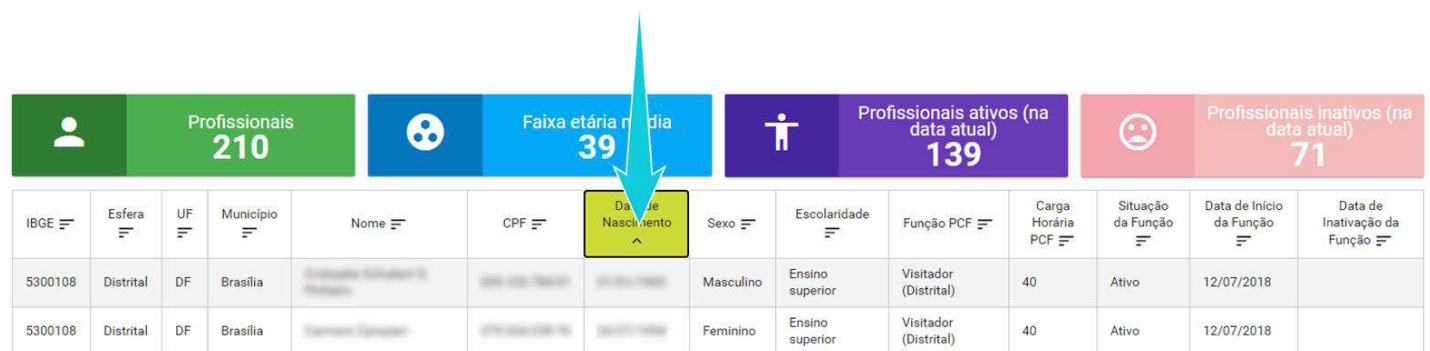 Profissionais
210
Faixa etária média
39
Profissionais ativos (na
data atual)
139
Profissionais inativos (na
data atual)
71
IBGE
Esfera
UF
Município
Nome
CPF
Nascimento
Sexo
Escolaridade
Função PCF
Carga
Horária
PCF
Situação
da Função
Data de Início
da Função
Data de
Inativação da
Função
5300108
Distrital
DF
Brasília
Masculino
Ensino
superior
Visitador
(Distrital)
40
Ativo
12/07/2018
5300108
Distrital
DF
Brasília
Feminino
Ensino
superior
Visitador
(Distrital)
40
Ativo
12/07/2018